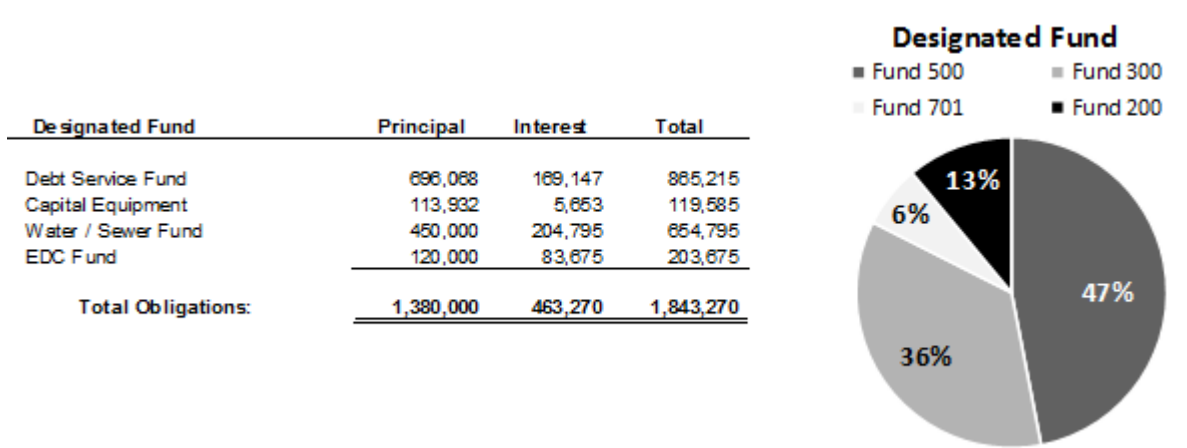 Designated Fund
Fund 500 Fund 300
Fund 701 Fund 200
Designated Fund Principal Interest Total
Debt Service Fund 696,068 169,147 865,215
Capital Equipment 113,932 5,653 119,585
Water / Sewer Fund 450,000 204,795 654,795
EDC Fund 120,000 83,675 203,675
Total Obligations: 1,380,000 463,270 1,843,270
13%
6%
47%
36%